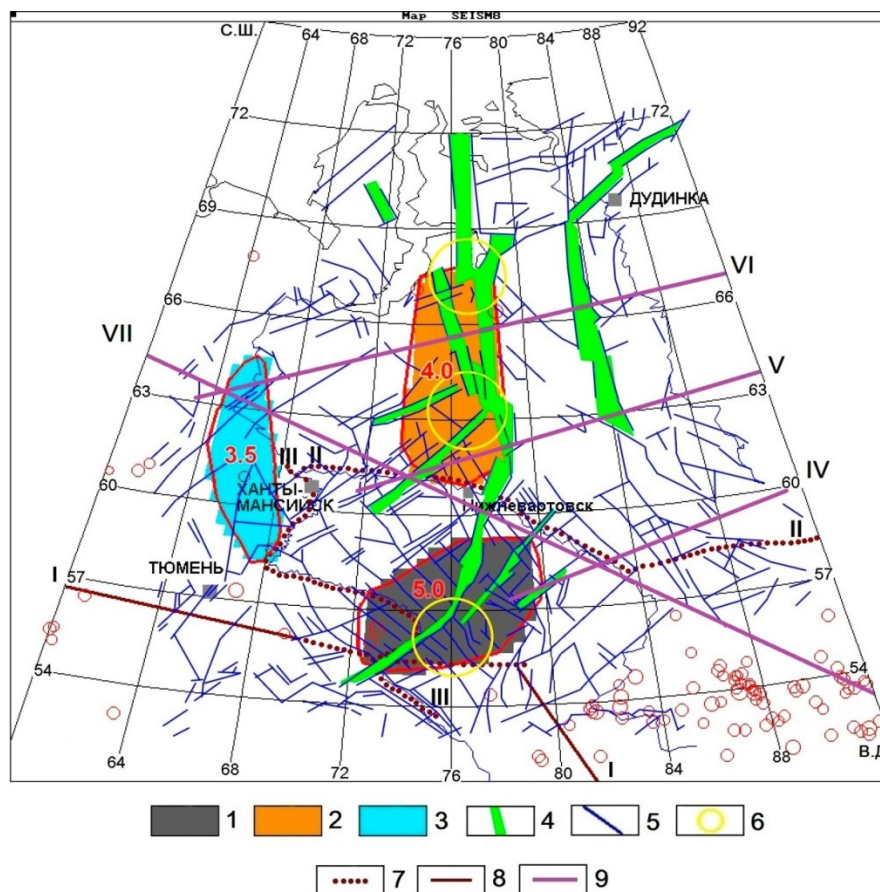 Map SEISM8
С.Ш. 64 68 72 76 80 84 88 92
72 72
ДУДИНКА
69 69
VI
66 66
VII
V
63 4.0 63
3.5 III II
IV
60 ХАНТЫ- 60
МАНСИЙСК
Нижневартовск
II
ТЮМЕНЬ
I 57 5.0 57
54 54
III
I В.Д
64 68 72 76 80 84 88
1 2 3 4 5 6
7 8 9